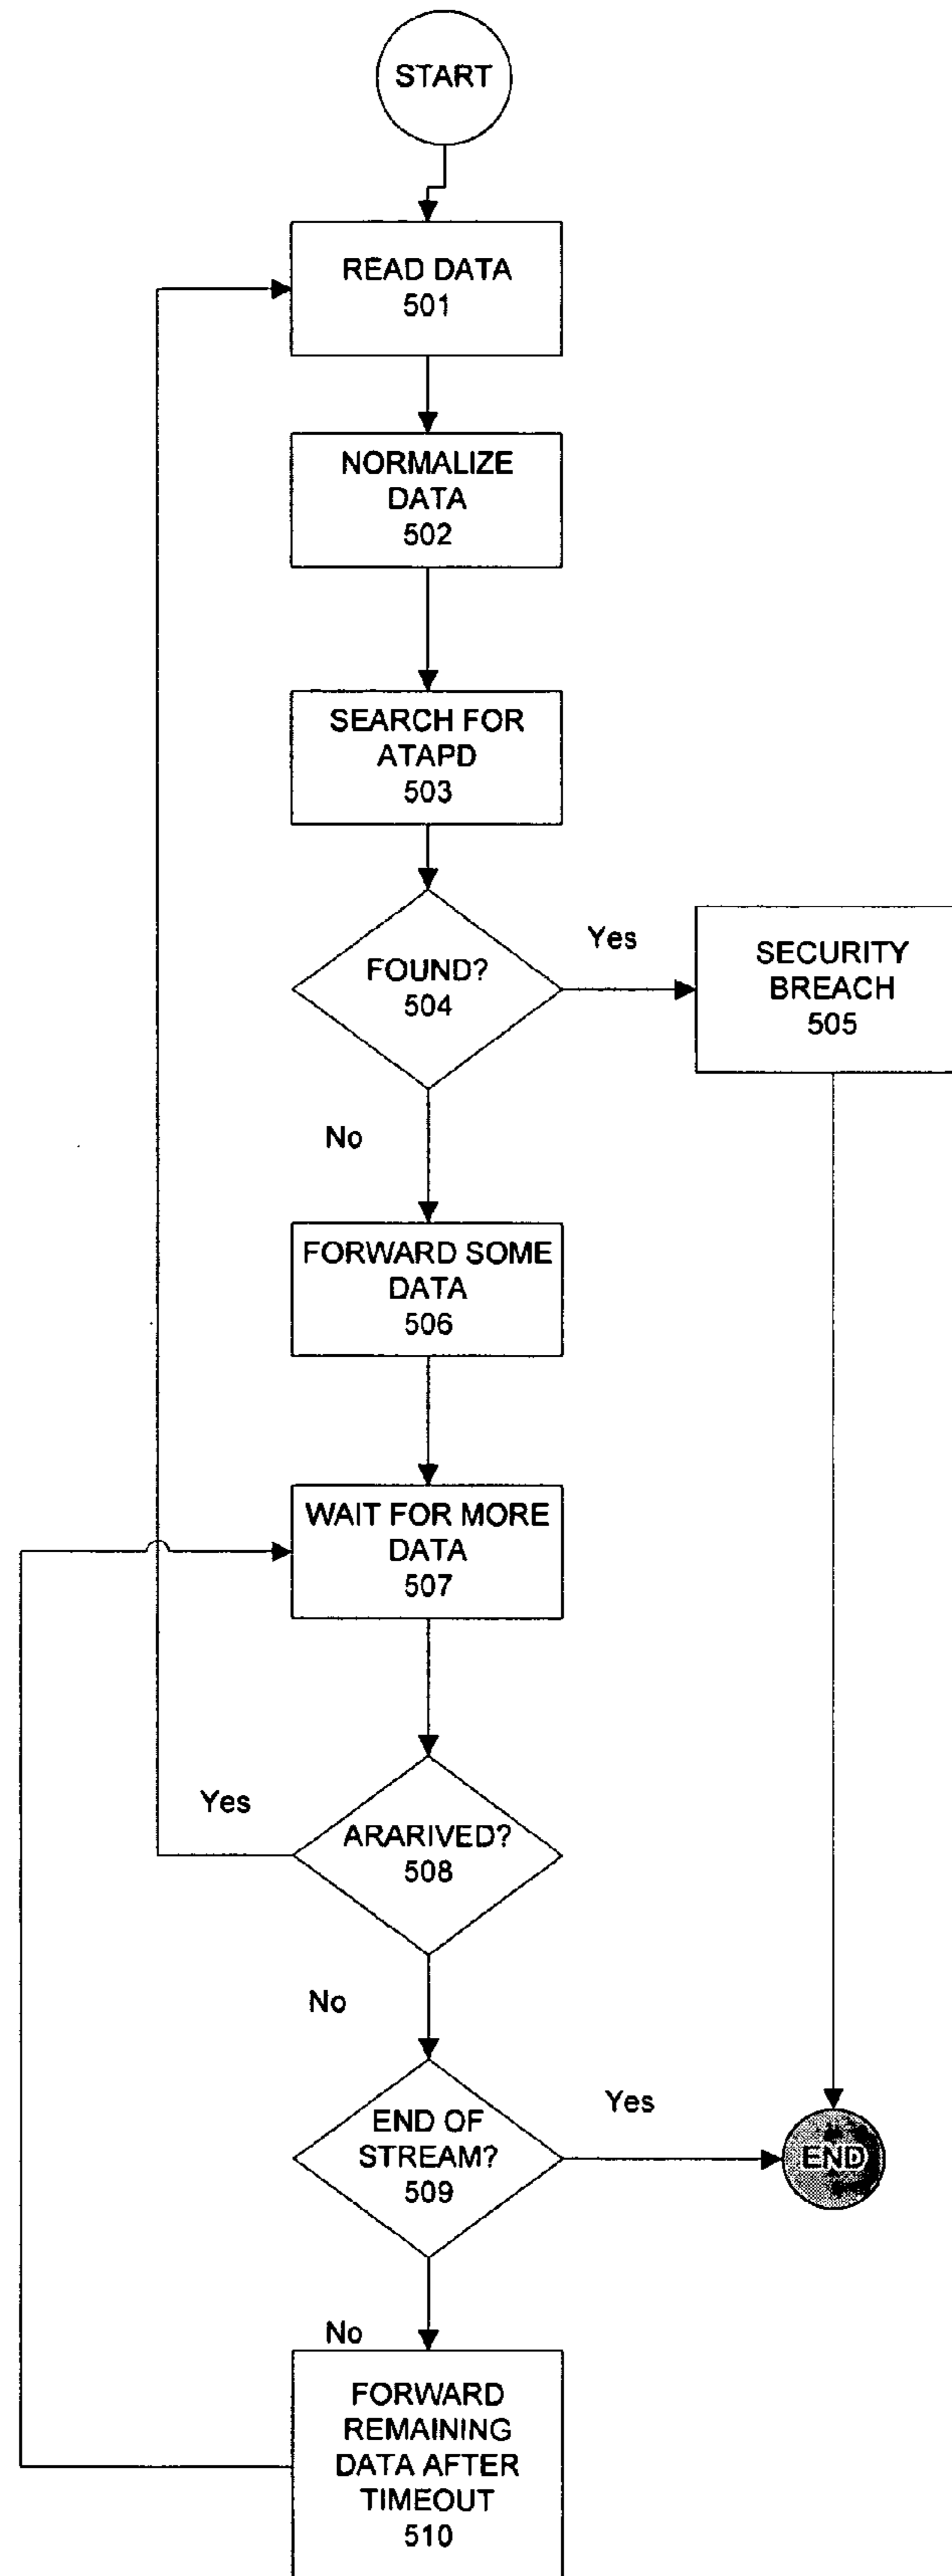 START
READ DATA
501
NORMALIZE
DATA
502
SEARCH FOR
ATAPD
503
FOUND?
504
Yes
SECURITY
BREACH
505
No
FORWARD SOME
DATA
506
WAIT FOR MORE
DATA
507
Yes
ARARIVED?
508
No
END OF
STREAM?
509
Yes
END
No
FORWARD
REMAINING
DATA AFTER
TIMEOUT
510